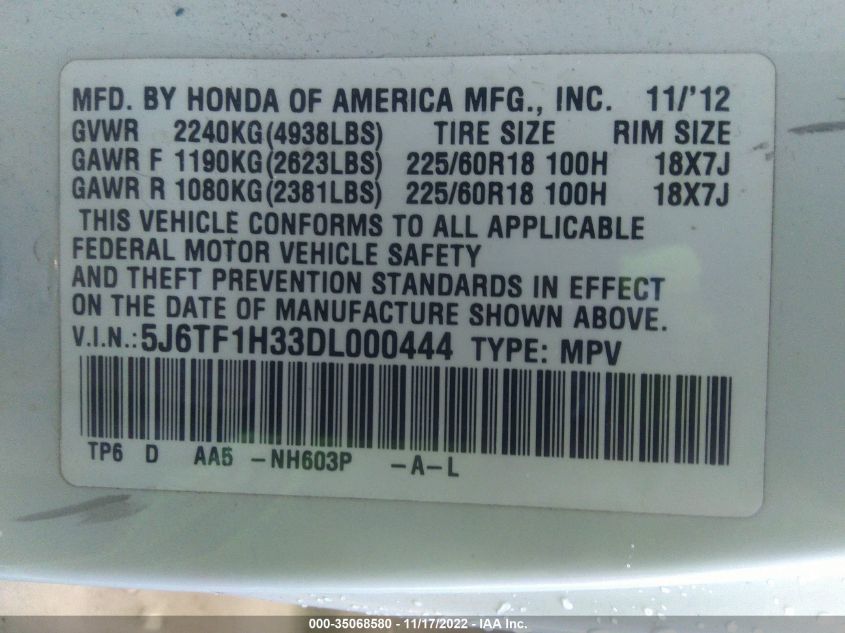 MFD. BY HONDA OF AMERICA MFG., INC. 11/'12
GVWR 2240KG(4938LBS) TIRE SIZE RIM SIZE
GAWR F 1190KG(2623LBS) 225/60R18 100H 18X7J
GAWR R 1080KG(2381LBS) 225/60R18 100H 18X7J
THIS VEHICLE CONFORMS TO ALL APPLICABLE
FEDERAL MOTOR VEHICLE SAFETY
AND THEFT PREVENTION STANDARDS IN EFFECT
ON THE DATE OF MANUFACTURE SHOWN ABOVE.
V.I.N.:5J6TF1H33DL000444 TYPE: MPV
TP6 D AA5 -NH603P -A-L
000-35068580 - 11/17/2022 - IAA Inc.